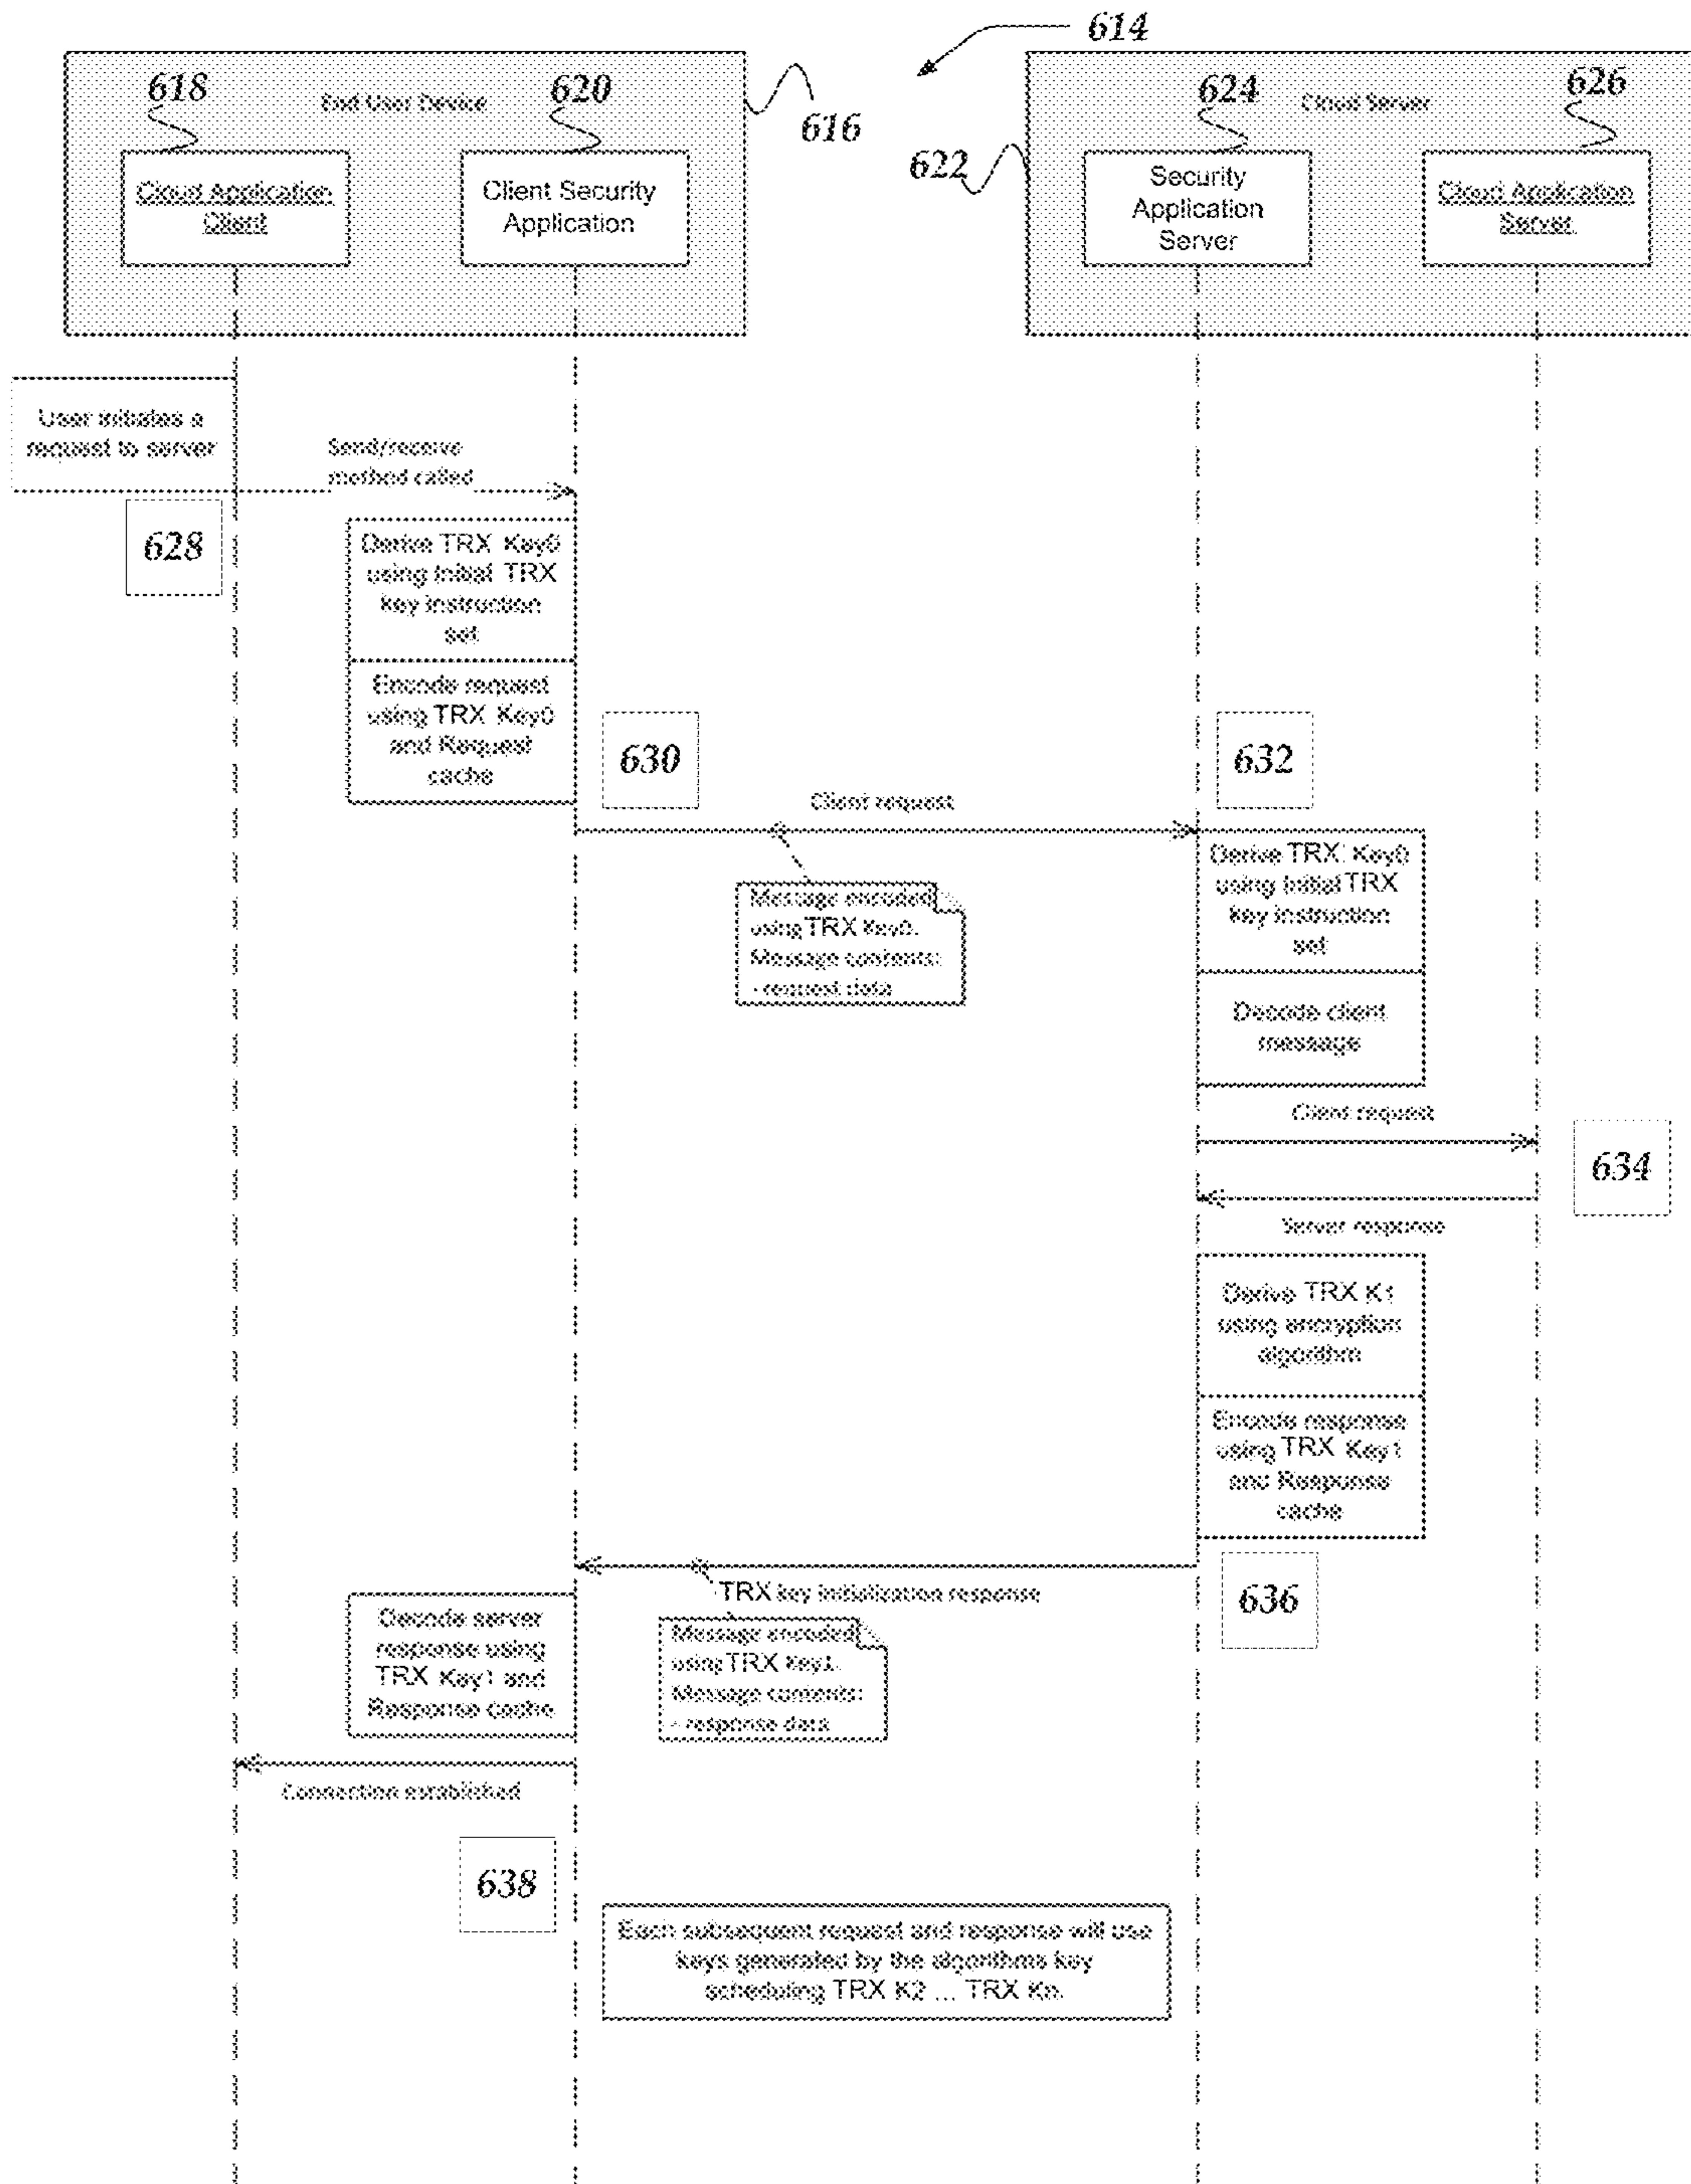 614
618
End User Device
620
616
624
Cloud Server
626
622
Cloud Application
Client
Client Security
Application
Security
Application
Server
Cloud Application
Server
User initiates a
request to server
Send/receive
method called
628
Derive TRX Key0
using Initial TRX
key instruction
set
Encode request
using TRX Key0
and Request
cache
630
632
Client request
Message encoded
using TRX Key0.
Message contents:
- request data
Derive TRX Key0
using Initial TRX
key instruction
set
Decode client
message
Client request
634
Server response
Derive TRX K1
using encryption
algorithm
Encode response
using TRX Key1
and Response
cache
636
TRX key initialization response
Decode server
response using
TRX Key1 and
Response cache
Message encoded
using TRX Key1.
Message contents:
- response data
Connection established
638
Each subsequent request and response will use
keys generated by the algorithms key
scheduling TRX K2 ... TRX Kn.